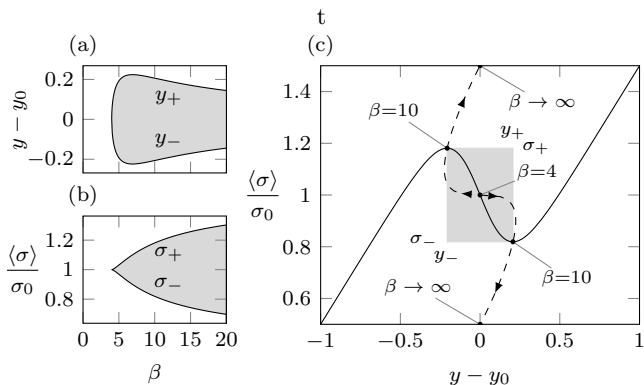 t
(a)
y − y₀
0.2
0
−0.2
y₊
y₋
(b)
⟨σ⟩
σ₀
1.2
1
0.8
σ₊
σ₋
0 5 10 15 20
β
(c)
⟨σ⟩
σ₀
1.4
1.2
1
0.8
0.6
β → ∞
β=10
y₊
σ₊
β=4
σ₋
y₋
β=10
β → ∞
−1 −0.5 0 0.5 1
y − y₀